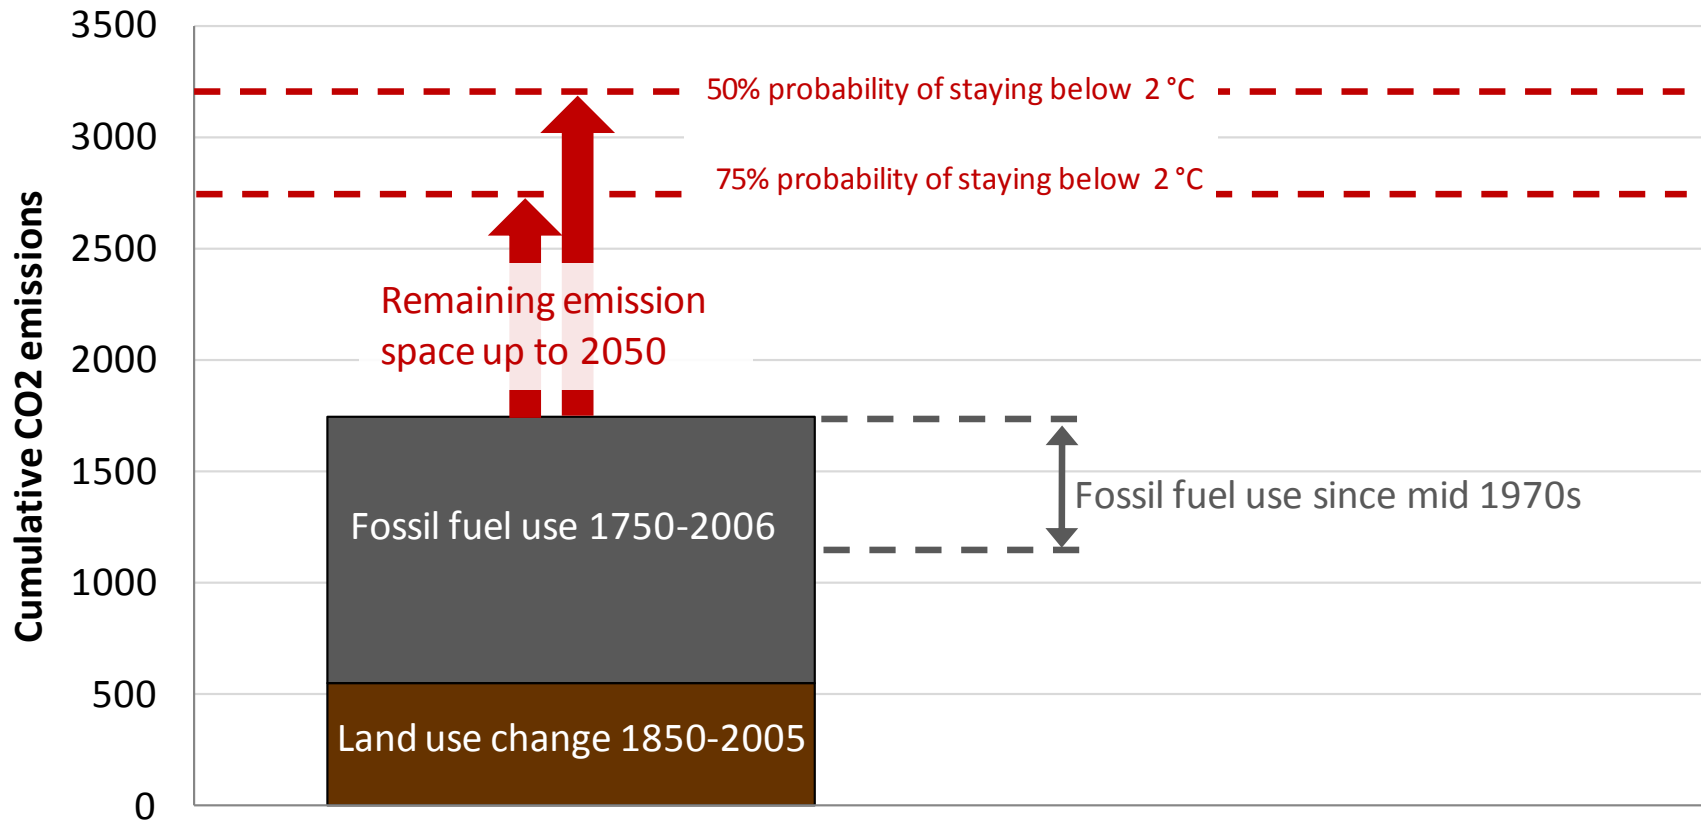 3500
50% probability of staying below 2 °C
3000
75% probability of staying below 2 °C
2500
Remaining emission
space up to 2050
2000
Cumulative CO2 emissions
1500
Fossil fuel use since mid 1970s
Fossil fuel use 1750-2006
1000
500
Land use change 1850-2005
0